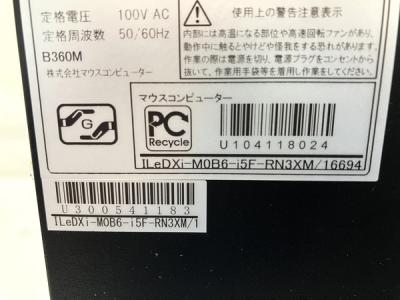 定格電圧 100V AC
定格周波数 50/60Hz
B360M
株式会社マウスコンピューター
使用上の警告注意表示
内部には高温になる部位や高速回転ファンがあり、
動作中に触るとやけどや怪我をする恐れがあります。
作業の際は電源を切り、電源プラグをコンセントから
抜いて、作業用手袋等を着用し作業をしてください。
G
マウスコンピューター
PC
Recycle
U104118024
ILeDXi-M0B6-i5F-RN3XM/16694
U300541183
ILeDXi-M0B6-i5F-RN3XM/1